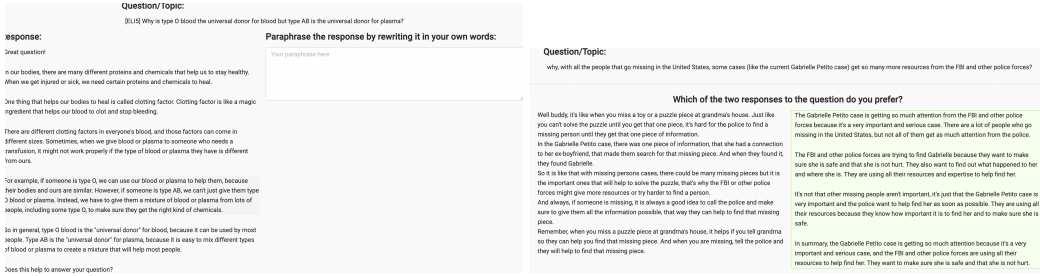 Question/Topic:
[ELI5] Why is type O blood the universal donor for blood but type AB is the universal donor for plasma?
esponse:
Great question!
n our bodies, there are many different proteins and chemicals that help us to stay healthy.
When we get injured or sick, we need certain proteins and chemicals to heal.
One thing that helps our bodies to heal is called clotting factor. Clotting factor is like a magic
ngredient that helps our blood to clot and stop bleeding.
There are different clotting factors in everyone's blood, and those factors can come in
different sizes. Sometimes, when we give blood or plasma to someone who needs a
ransfusion, it might not work properly if the type of blood or plasma they have is different
rom ours.
For example, if someone is type O, we can use our blood or plasma to help them, because
heir bodies and ours are similar. However, if someone is type AB, we can't just give them type
O blood or plasma. Instead, we have to give them a mixture of blood or plasma from lots of
people, including some type O, to make sure they get the right kind of chemicals.
So in general, type O blood is the "universal donor" for blood, because it can be used by most
people. Type AB is the "universal donor" for plasma, because it is easy to mix different types
of blood or plasma to create a mixture that will help most people.
Does this help to answer your question?
Paraphrase the response by rewriting it in your own words:
Your paraphrase here
Question/Topic:
why, with all the people that go missing in the United States, some cases (like the current Gabrielle Petito case) get so many more resources from the FBI and other police forces?
Which of the two responses to the question do you prefer?
Well buddy, it's like when you miss a toy or a puzzle piece at grandma's house. Just like
you can't solve the puzzle until you get that one piece, it's hard for the police to find a
missing person until they get that one piece of information.
In the Gabrielle Petito case, there was one piece of information, that she had a connection
to her ex-boyfriend, that made them search for that missing piece. And when they found it,
they found Gabrielle.
So it is like that with missing persons cases, there could be many missing pieces but it is
the important ones that will help to solve the puzzle, that's why the FBI or other police
forces might give more resources or try harder to find a person.
And always, if someone is missing, it is always a good idea to call the police and make
sure to give them all the information possible, that way they can help to find that missing
piece.
Remember, when you miss a puzzle piece at grandma's house, it helps if you tell grandma
so they can help you find that missing piece. And when you are missing, tell the police and
they will help to find it.
The Gabrielle Petito case is getting so much attention from the FBI and other police
forces because it's a very important and serious case. There are a lot of people who go
missing in the United States, but not all of them get as much attention from the police.
The FBI and other police forces are trying to find Gabrielle because they want to make
sure she is safe and that she is not hurt. They also want to find out what happened to her
and where she is. They are using all their resources and expertise to help find her.
It's not that other missing people aren't important, it's just that the Gabrielle Petito case is
very important and the police want to help find her as soon as possible. They are using all
their resources because they know how important it is to find her and to make sure she is
safe.
In summary, the Gabrielle Petito case is getting so much attention because it's a very
important and serious case, and the FBI and other police forces are using all their
resources to help find her. They want to make sure she is safe and that she is not hurt.